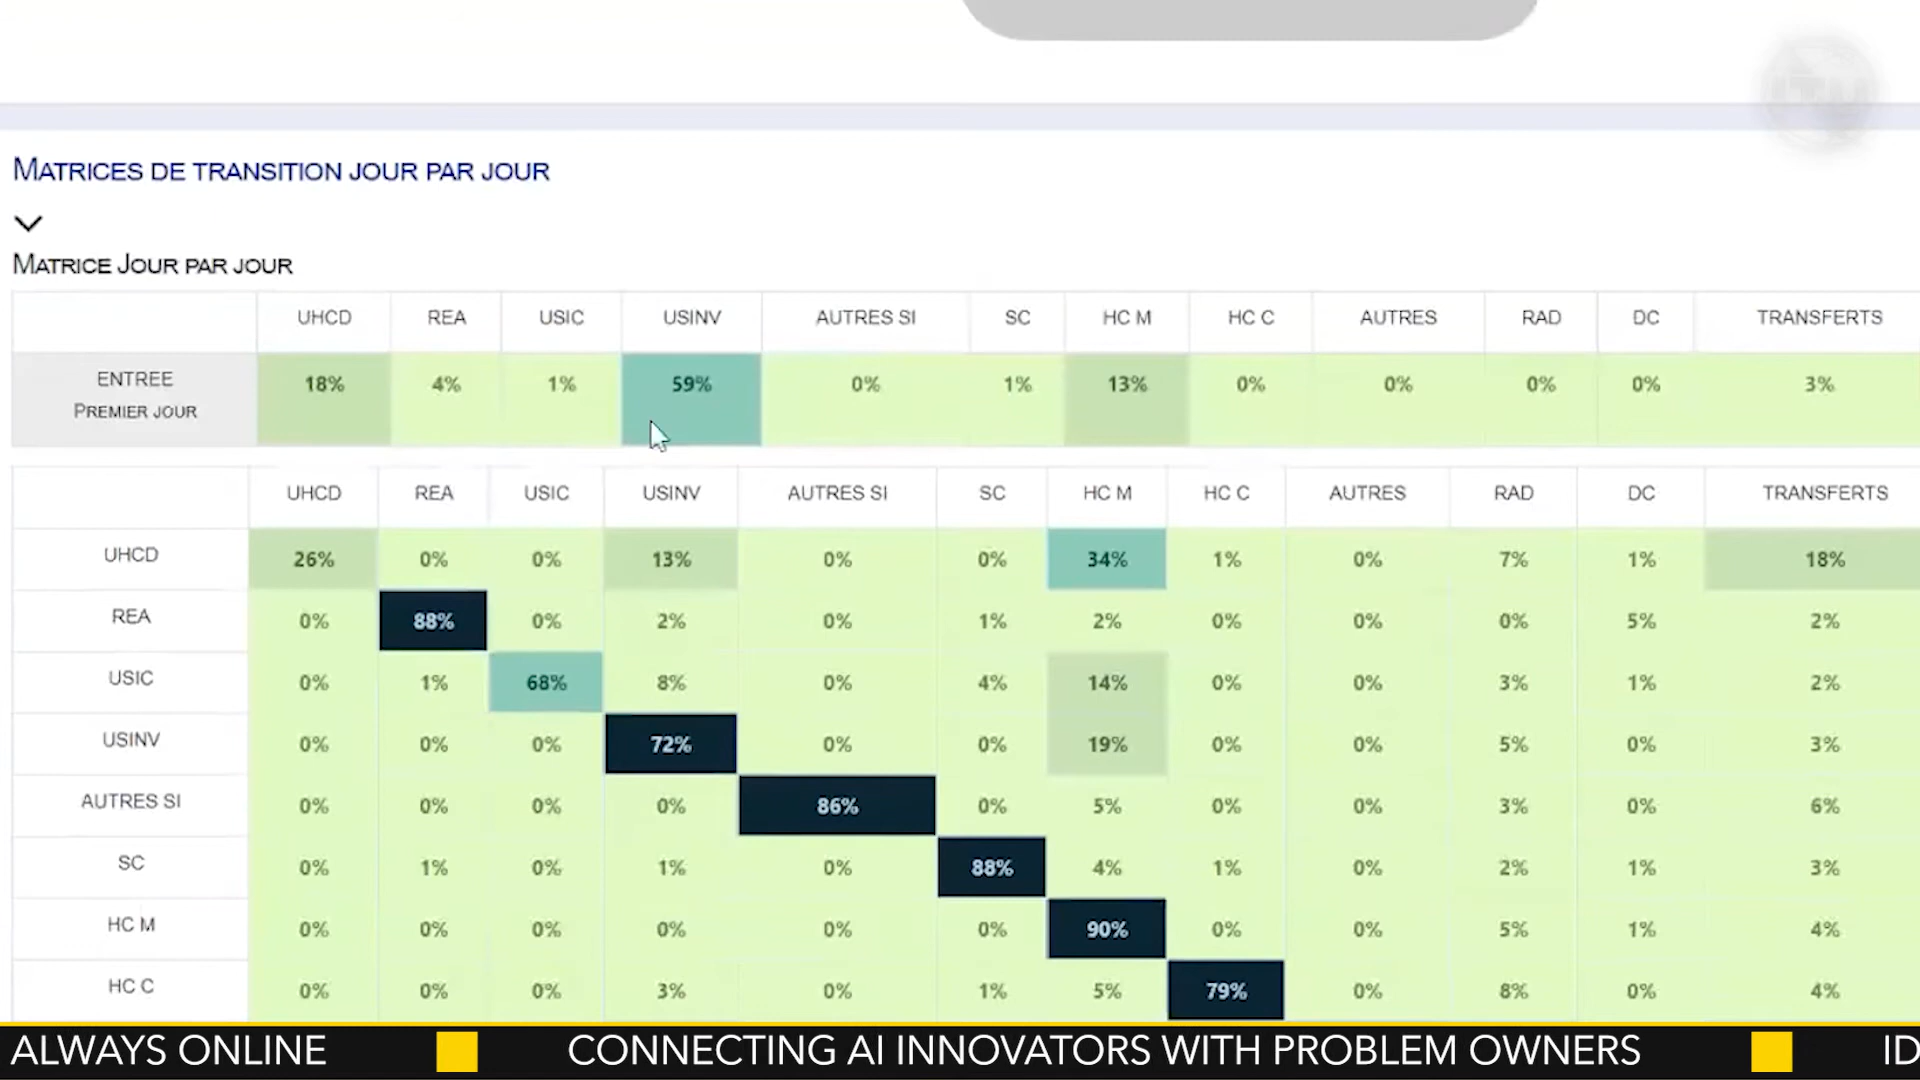 ITU
MATRICES DE TRANSITION JOUR PAR JOUR
MATRICE JOUR PAR JOUR
UHCD REA USIC USINV AUTRES SI SC HC M HC C AUTRES RAD DC TRANSFERTS
ENTREE PREMIER JOUR 18% 4% 1% 59% 0% 1% 13% 0% 0% 0% 0% 3%
UHCD REA USIC USINV AUTRES SI SC HC M HC C AUTRES RAD DC TRANSFERTS
UHCD 26% 0% 0% 13% 0% 0% 34% 1% 0% 7% 1% 18%
REA 0% 88% 0% 2% 0% 1% 2% 0% 0% 0% 5% 2%
USIC 0% 1% 68% 8% 0% 4% 14% 0% 0% 3% 1% 2%
USINV 0% 0% 0% 72% 0% 0% 19% 0% 0% 5% 0% 3%
AUTRES SI 0% 0% 0% 0% 86% 0% 5% 0% 0% 3% 0% 6%
SC 0% 1% 0% 1% 0% 88% 4% 1% 0% 2% 1% 3%
HC M 0% 0% 0% 0% 0% 0% 90% 0% 0% 5% 1% 4%
HC C 0% 0% 0% 3% 0% 1% 5% 79% 0% 8% 0% 4%
ALWAYS ONLINE CONNECTING AI INNOVATORS WITH PROBLEM OWNERS ID